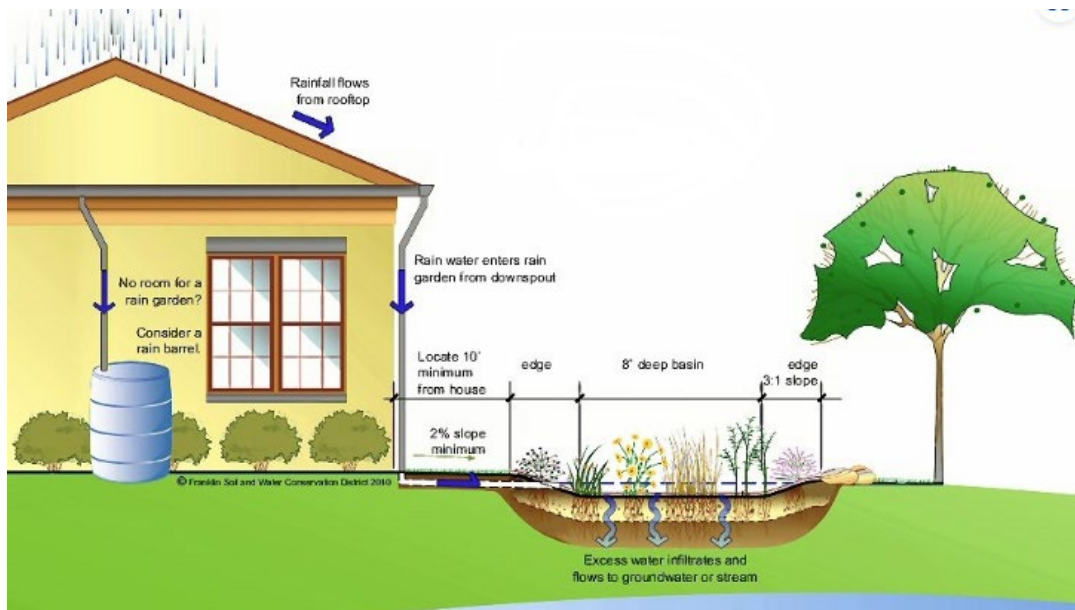 Rainfall flows
from rooftop
Rain water enters rain
garden from downspout
No room for a
rain garden?
Consider a
rain barrel.
Locate 10'
minimum
from house
edge
8" deep basin
edge
3:1 slope
2% slope
minimum
© Franklin Soil and Water Conservation District 2010
Excess water infiltrates and
flows to groundwater or stream